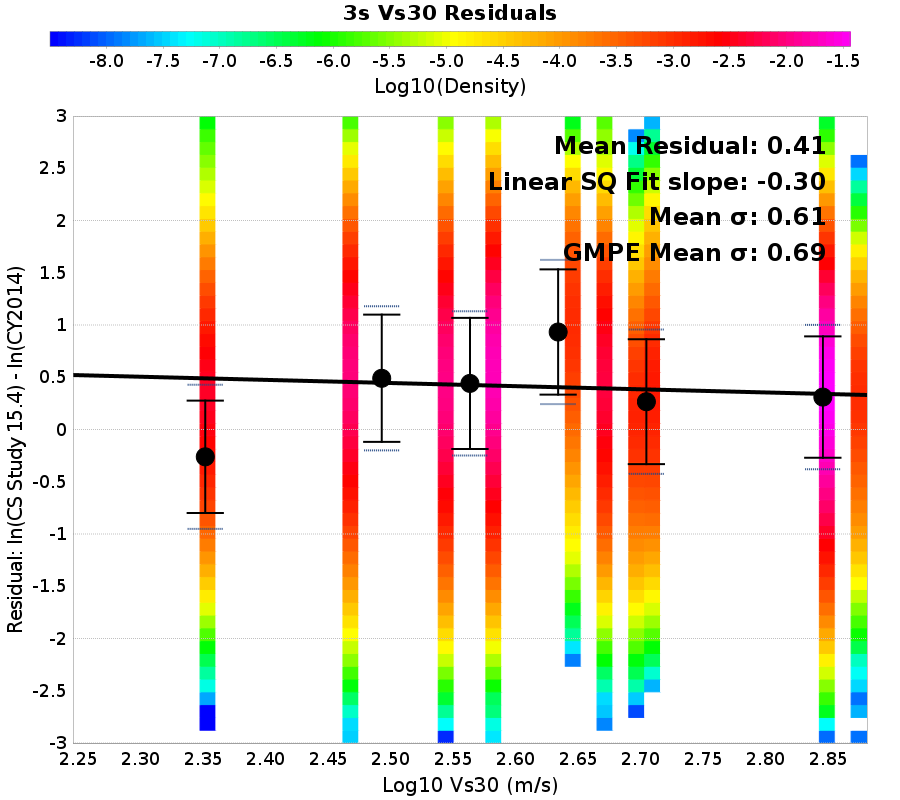 3s Vs30 Residuals
-8.0 -7.5 -7.0 -6.5 -6.0 -5.5 -5.0 -4.5 -4.0 -3.5 -3.0 -2.5 -2.0 -1.5
Log10(Density)
Mean Residual: 0.41
Linear SQ Fit slope: -0.30
Mean σ: 0.61
GMPE Mean σ: 0.69
Residual: ln(CS Study 15.4) - ln(CY2014)
3
2.5
2
1.5
1
0.5
0
-0.5
-1
-1.5
-2
-2.5
-3
2.25 2.30 2.35 2.40 2.45 2.50 2.55 2.60 2.65 2.70 2.75 2.80 2.85
Log10 Vs30 (m/s)